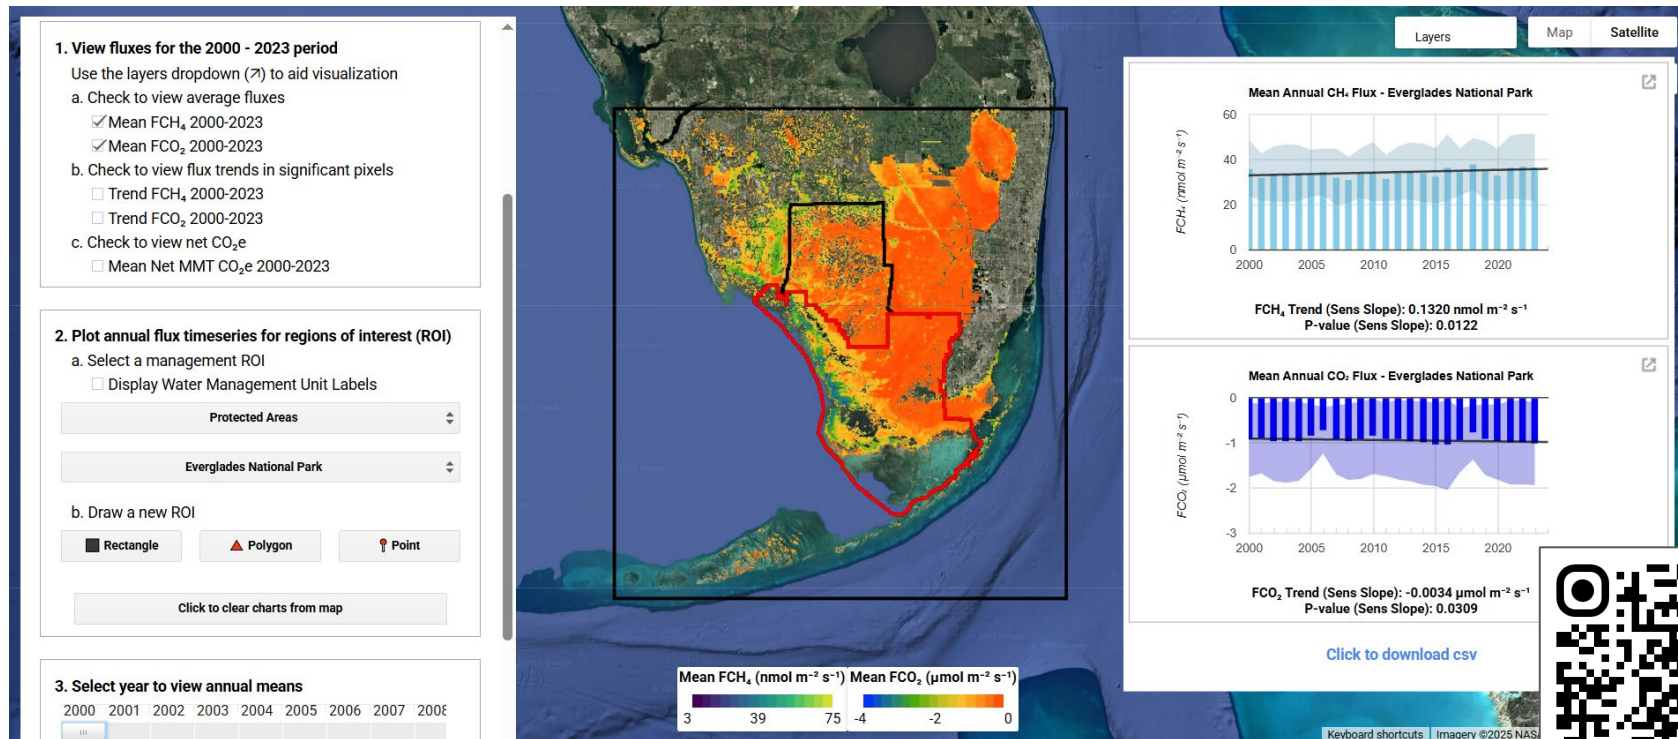 1. View fluxes for the 2000 - 2023 period
Use the layers dropdown (↗) to aid visualization
a. Check to view average fluxes
Mean FCH₄ 2000-2023
Mean FCO₂ 2000-2023
b. Check to view flux trends in significant pixels
Trend FCH₄ 2000-2023
Trend FCO₂ 2000-2023
c. Check to view net CO₂e
Mean Net MMT CO₂e 2000-2023
2. Plot annual flux timeseries for regions of interest (ROI)
a. Select a management ROI
Display Water Management Unit Labels
Protected Areas
Everglades National Park
b. Draw a new ROI
Rectangle
Polygon
Point
Click to clear charts from map
3. Select year to view annual means
2000 2001 2002 2003 2004 2005 2006 2007 2008
Mean FCH₄ (nmol m⁻² s⁻¹)
3 39 75
Mean FCO₂ (µmol m⁻² s⁻¹)
-4 -2 0
Layers
Map
Satellite
Mean Annual CH₄ Flux - Everglades National Park
FCH₄ (nmol m⁻² s⁻¹)
60
40
20
0
2000 2005 2010 2015 2020
FCH₄ Trend (Sens Slope): 0.1320 nmol m⁻² s⁻¹
P-value (Sens Slope): 0.0122
Mean Annual CO₂ Flux - Everglades National Park
FCO₂ (µmol m⁻² s⁻¹)
0
-1
-2
-3
2000 2005 2010 2015 2020
FCO₂ Trend (Sens Slope): -0.0034 µmol m⁻² s⁻¹
P-value (Sens Slope): 0.0309
Click to download csv
Keyboard shortcuts
Imagery ©2025 NASA